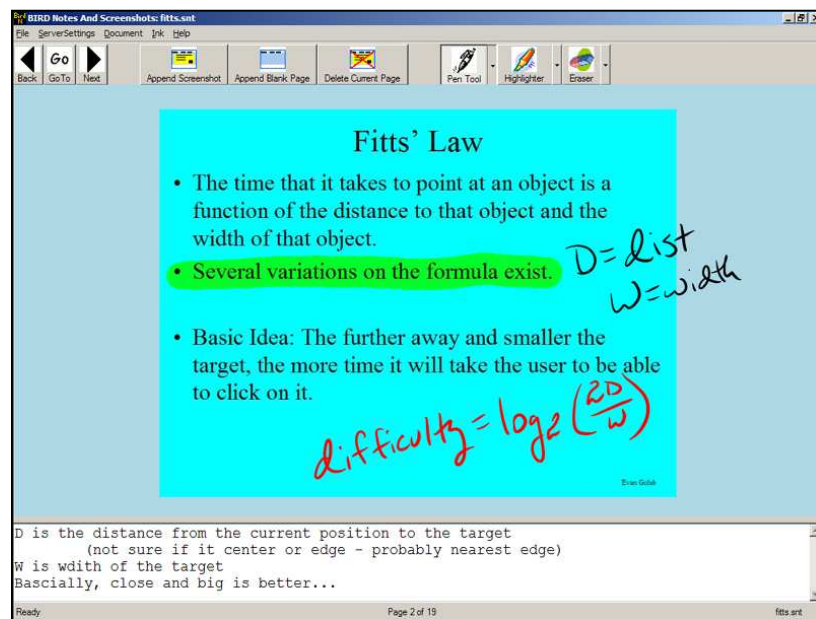 BIRD Notes And Screenshots: fitts.snt
File ServerSettings Document Ink Help
Go
Back GoTo Next Append Screenshot Append Blank Page Delete Current Page Pen Tool Highlighter Eraser
Fitts' Law
• The time that it takes to point at an object is a
function of the distance to that object and the
width of that object.
• Several variations on the formula exist.
D=dist
W=width
• Basic Idea: The further away and smaller the
target, the more time it will take the user to be able
to click on it.
difficulty = log₂ (2D/W)
Evan Golub
D is the distance from the current position to the target
(not sure if it center or edge - probably nearest edge)
W is wdith of the target
Bascially, close and big is better...
Ready Page 2 of 19 fitts.snt